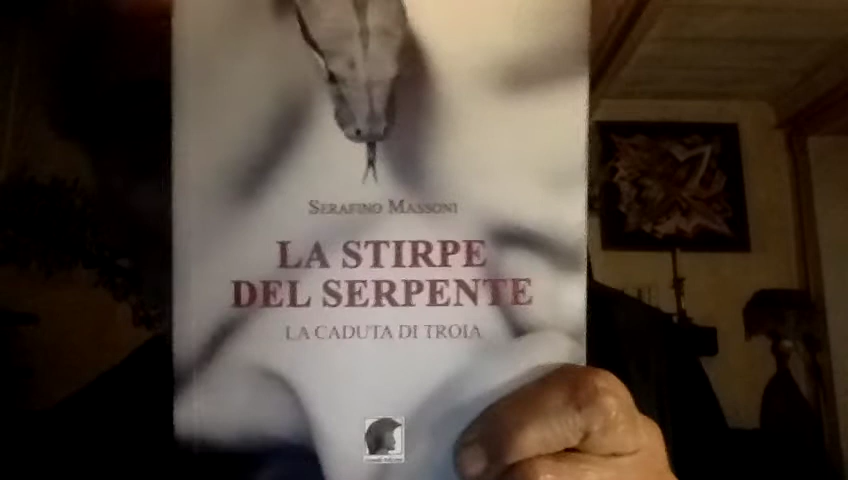 SERAFINO MASSONI
LA STIRPE
DEL SERPENTE
LA CADUTA DI TROIA